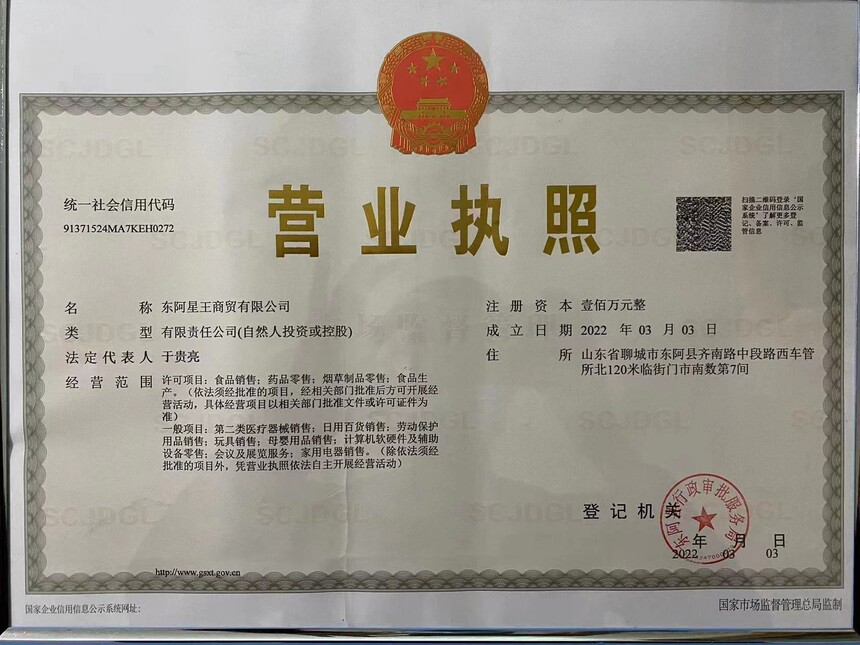 营业执照
统一社会信用代码
91371524MA7KEH0272
扫描二维码登录“国
家企业信用信息公示
系统”了解更多登
记、备案、许可、监
管信息
名 称 东阿星王商贸有限公司
类 型 有限责任公司(自然人投资或控股)
法定代表人 于贵亮
经营范围 许可项目：食品销售；药品零售；烟草制品零售；食品生
产。（依法须经批准的项目，经相关部门批准后方可开展经
营活动，具体经营项目以相关部门批准文件或许可证件为
准）
一般项目：第二类医疗器械销售；日用百货销售；劳动保护
用品销售；玩具销售；母婴用品销售；计算机软硬件及辅助
设备零售；会议及展览服务；家用电器销售。（除依法须经
批准的项目外，凭营业执照依法自主开展经营活动）
注册资本 壹佰万元整
成立日期 2022 年 03 月 03 日
住 所 山东省聊城市东阿县齐南路中段路西车管
所北120米临街门市南数第7间
登记机关
东阿县行政审批服务局
年 月 日
2022 03 03
http://www.gsxt.gov.cn
国家企业信用信息公示系统网址：
国家市场监督管理总局监制
SCJDGL